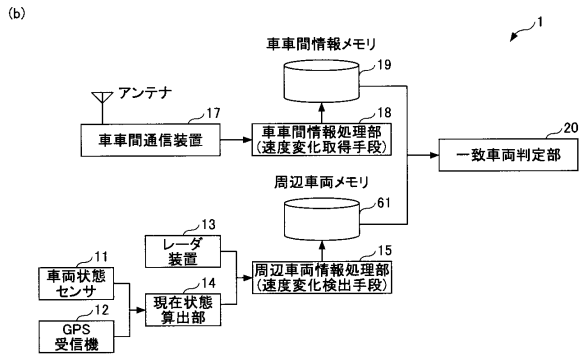 (b)
1
車車間情報メモリ
19
アンテナ
17
車車間通信装置
18
車車間情報処理部
(速度変化取得手段)
20
一致車両判定部
周辺車両メモリ
61
13
レーダ
装置
15
周辺車両情報処理部
(速度変化検出手段)
11
車両状態
センサ
14
現在状態
算出部
12
GPS
受信機